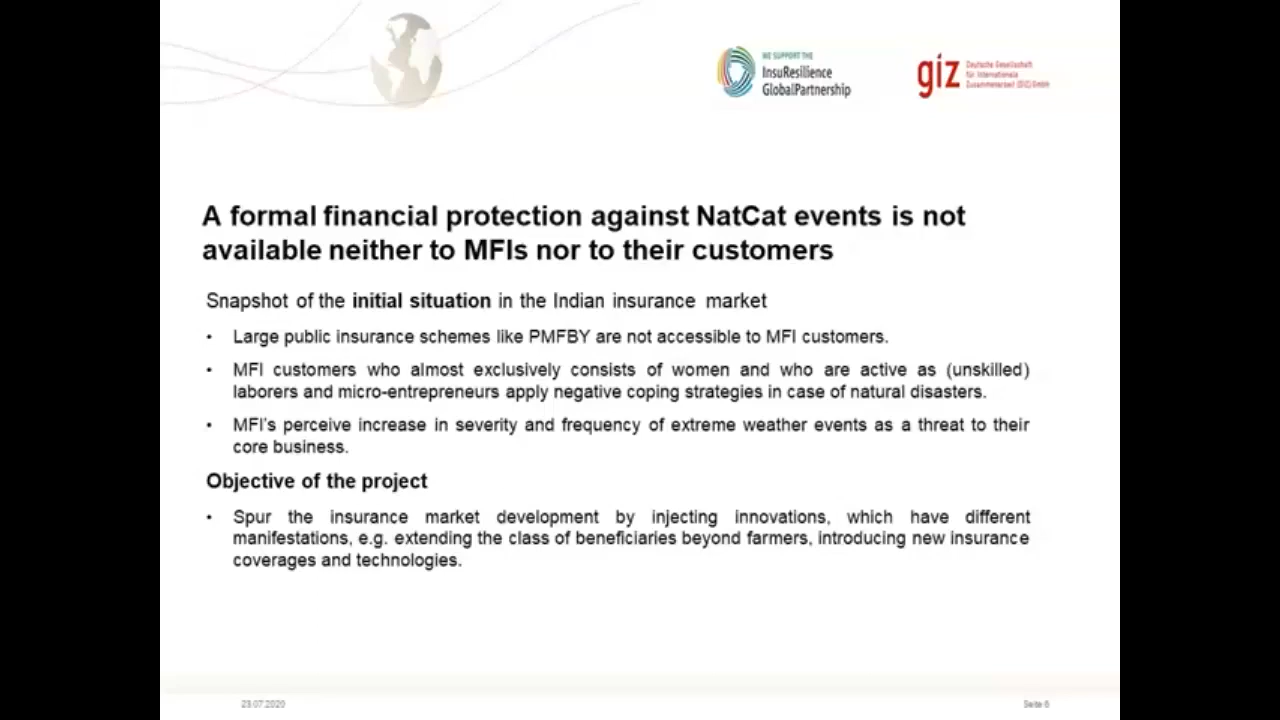 WE SUPPORT THE
InsuResilience
GlobalPartnership
giz
Deutsche Gesellschaft
für Internationale
Zusammenarbeit (GIZ) GmbH
A formal financial protection against NatCat events is not
available neither to MFIs nor to their customers
Snapshot of the initial situation in the Indian insurance market
• Large public insurance schemes like PMFBY are not accessible to MFI customers.
• MFI customers who almost exclusively consists of women and who are active as (unskilled)
laborers and micro-entrepreneurs apply negative coping strategies in case of natural disasters.
• MFI's perceive increase in severity and frequency of extreme weather events as a threat to their
core business.
Objective of the project
• Spur the insurance market development by injecting innovations, which have different
manifestations, e.g. extending the class of beneficiaries beyond farmers, introducing new insurance
coverages and technologies.
23.07.2020
Seite 6